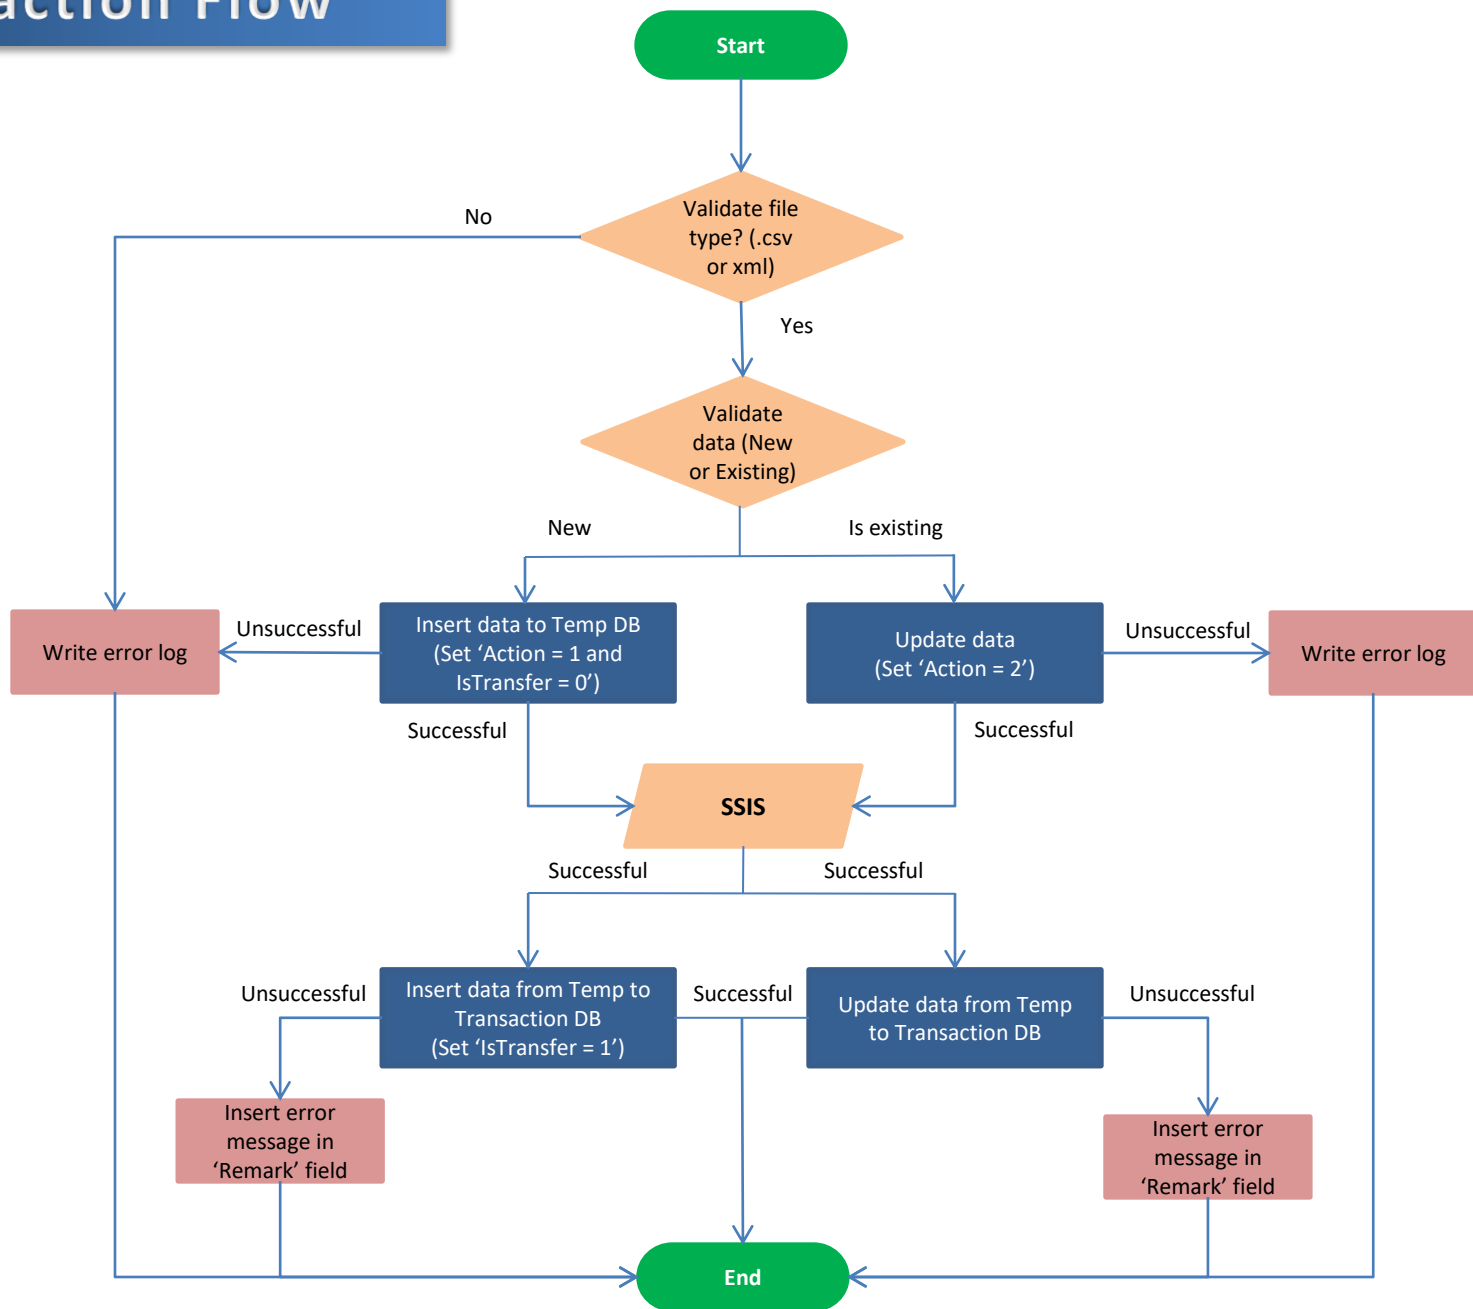 Flow
Start
Validate file
type? (.csv
or xml)
No
Yes
Validate
data (New
or Existing)
New
Is existing
Write error log
Unsuccessful
Insert data to Temp DB
(Set ‘Action = 1 and
IsTransfer = 0’)
Update data
(Set ‘Action = 2’)
Unsuccessful
Write error log
Successful
Successful
SSIS
Successful
Successful
Unsuccessful
Insert data from Temp to
Transaction DB
(Set ‘IsTransfer = 1’)
Successful
Update data from Temp
to Transaction DB
Unsuccessful
Insert error
message in
‘Remark’ field
Insert error
message in
‘Remark’ field
End